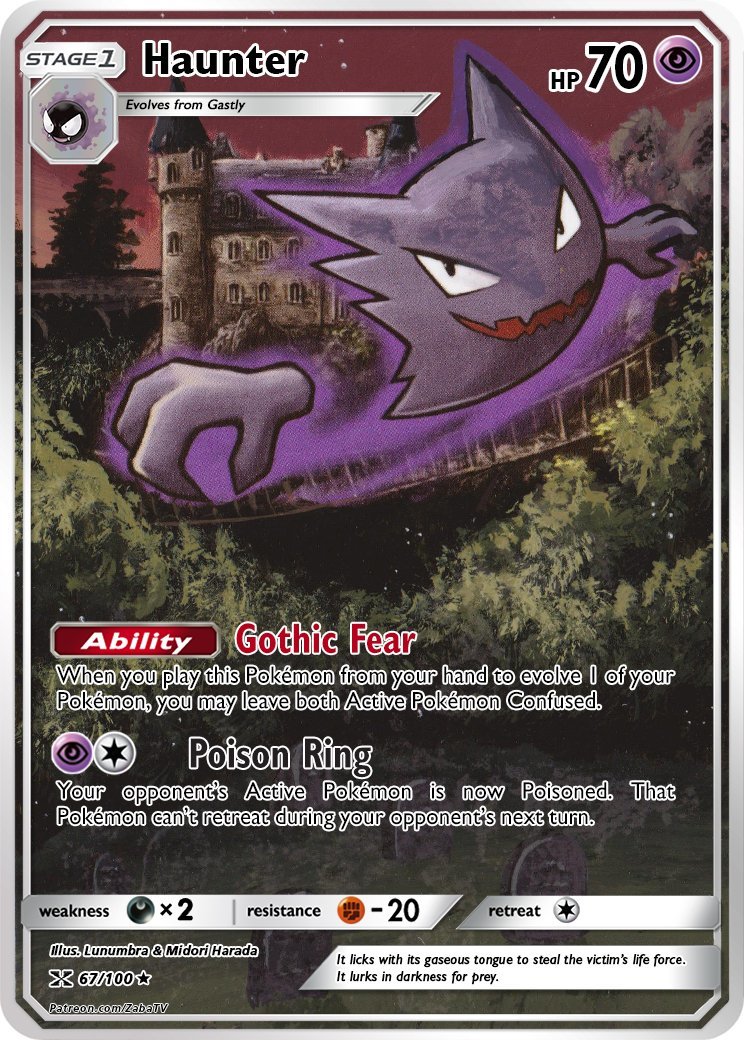 STAGE1 Haunter HP 70
Evolves from Gastly
Ability Gothic Fear
When you play this Pokémon from your hand to evolve 1 of your
Pokémon, you may leave both Active Pokémon Confused.
Poison Ring
Your opponent's Active Pokémon is now Poisoned. That
Pokémon can't retreat during your opponent's next turn.
weakness ×2 resistance -20 retreat
Illus. Lunumbra & Midori Harada
67/100★
Patreon.com/ZabaTV
It licks with its gaseous tongue to steal the victim's life force.
It lurks in darkness for prey.